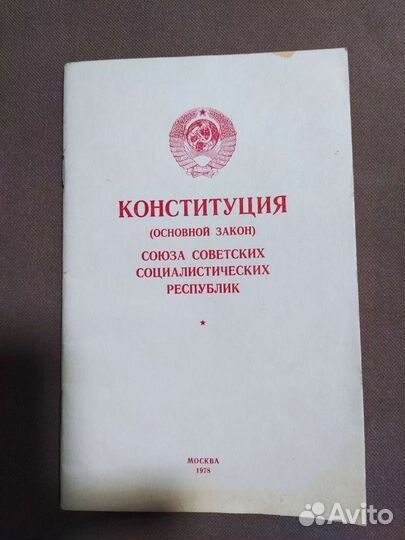 КОНСТИТУЦИЯ
(ОСНОВНОЙ ЗАКОН)
СОЮЗА СОВЕТСКИХ
СОЦИАЛИСТИЧЕСКИХ
РЕСПУБЛИК
МОСКВА
1978
Avito